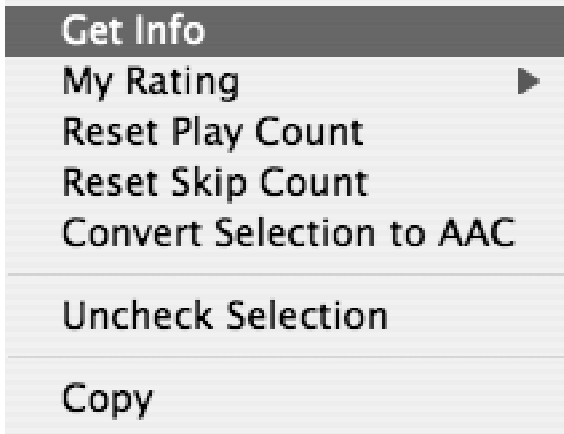 Get Info
My Rating
Reset Play Count
Reset Skip Count
Convert Selection to AAC
Uncheck Selection
Copy